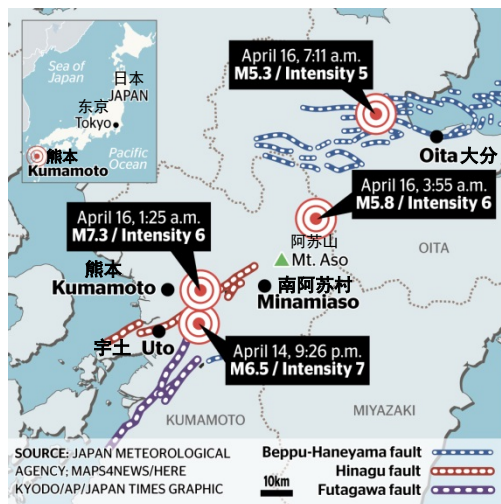 Sea of
Japan
日本
JAPAN
东京
Tokyo
Pacific
Ocean
熊本
Kumamoto
April 16, 7:11 a.m.
M5.3 / Intensity 5
Oita 大分
April 16, 3:55 a.m.
M5.8 / Intensity 6
OITA
April 16, 1:25 a.m.
M7.3 / Intensity 6
阿苏山
Mt. Aso
熊本
Kumamoto
南阿苏村
Minamiaso
宇土 Uto
April 14, 9:26 p.m.
M6.5 / Intensity 7
KUMAMOTO
MIYAZAKI
SOURCE: JAPAN METEOROLOGICAL
AGENCY; MAPS4NEWS/HERE
KYODO/AP/JAPAN TIMES GRAPHIC
10km
Beppu-Haneyama fault
Hinagu fault
Futagawa fault